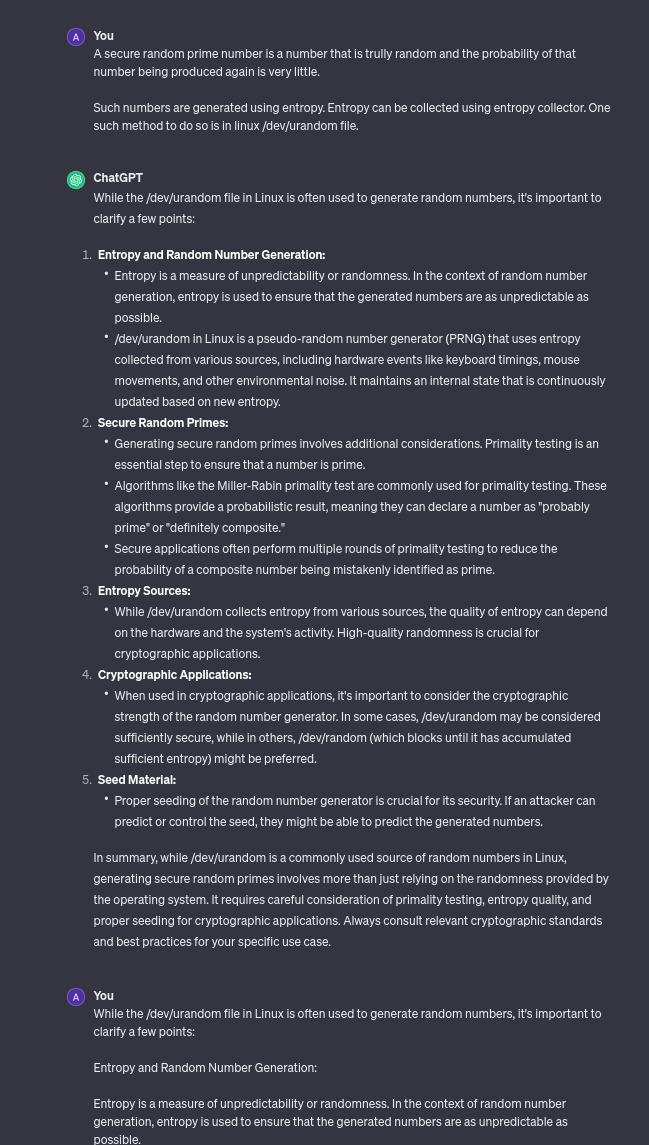 A
You
A secure random prime number is a number that is trully random and the probability of that
number being produced again is very little.
Such numbers are generated using entropy. Entropy can be collected using entropy collector. One
such method to do so is in linux /dev/urandom file.
ChatGPT
While the /dev/urandom file in Linux is often used to generate random numbers, it's important to
clarify a few points:
1. Entropy and Random Number Generation:
• Entropy is a measure of unpredictability or randomness. In the context of random number
generation, entropy is used to ensure that the generated numbers are as unpredictable as
possible.
• /dev/urandom in Linux is a pseudo-random number generator (PRNG) that uses entropy
collected from various sources, including hardware events like keyboard timings, mouse
movements, and other environmental noise. It maintains an internal state that is continuously
updated based on new entropy.
2. Secure Random Primes:
• Generating secure random primes involves additional considerations. Primality testing is an
essential step to ensure that a number is prime.
• Algorithms like the Miller-Rabin primality test are commonly used for primality testing. These
algorithms provide a probabilistic result, meaning they can declare a number as "probably
prime" or "definitely composite."
• Secure applications often perform multiple rounds of primality testing to reduce the
probability of a composite number being mistakenly identified as prime.
3. Entropy Sources:
• While /dev/urandom collects entropy from various sources, the quality of entropy can depend
on the hardware and the system's activity. High-quality randomness is crucial for
cryptographic applications.
4. Cryptographic Applications:
• When used in cryptographic applications, it's important to consider the cryptographic
strength of the random number generator. In some cases, /dev/urandom may be considered
sufficiently secure, while in others, /dev/random (which blocks until it has accumulated
sufficient entropy) might be preferred.
5. Seed Material:
• Proper seeding of the random number generator is crucial for its security. If an attacker can
predict or control the seed, they might be able to predict the generated numbers.
In summary, while /dev/urandom is a commonly used source of random numbers in Linux,
generating secure random primes involves more than just relying on the randomness provided by
the operating system. It requires careful consideration of primality testing, entropy quality, and
proper seeding for cryptographic applications. Always consult relevant cryptographic standards
and best practices for your specific use case.
A
You
While the /dev/urandom file in Linux is often used to generate random numbers, it's important to
clarify a few points:
Entropy and Random Number Generation:
Entropy is a measure of unpredictability or randomness. In the context of random number
generation, entropy is used to ensure that the generated numbers are as unpredictable as
possible.